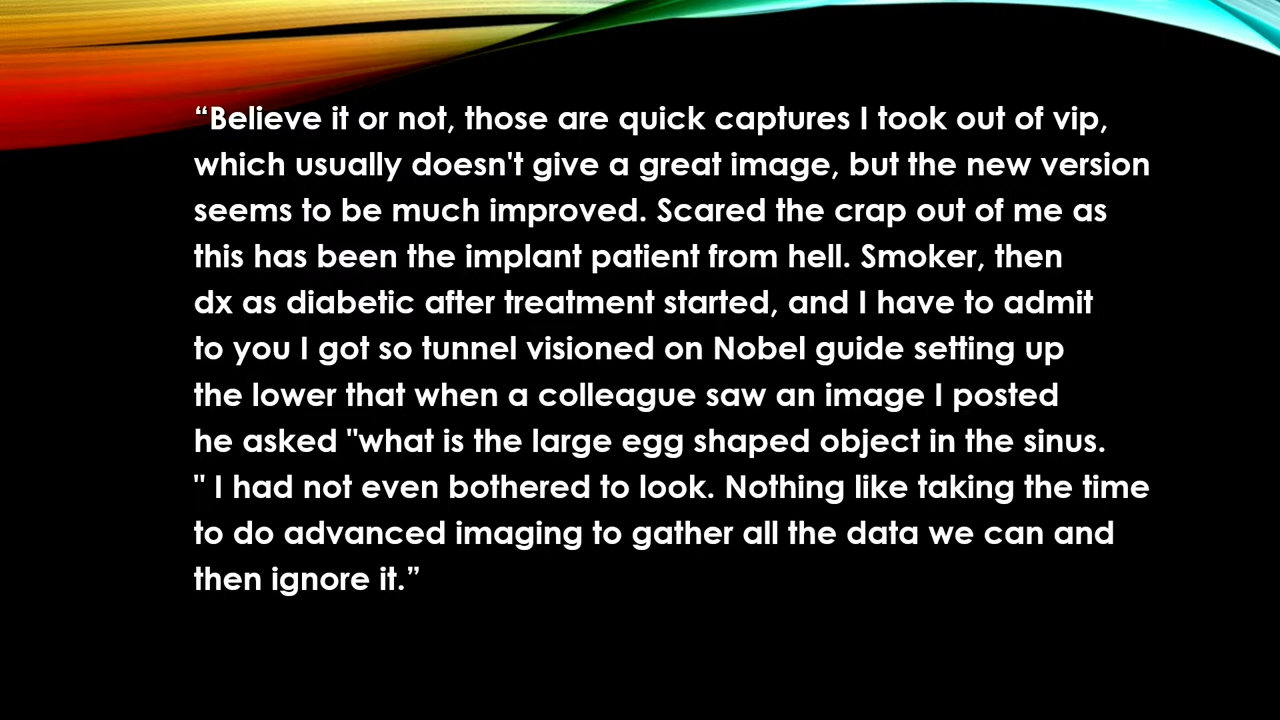 “Believe it or not, those are quick captures I took out of vip,
which usually doesn't give a great image, but the new version
seems to be much improved. Scared the crap out of me as
this has been the implant patient from hell. Smoker, then
dx as diabetic after treatment started, and I have to admit
to you I got so tunnel visioned on Nobel guide setting up
the lower that when a colleague saw an image I posted
he asked "what is the large egg shaped object in the sinus.
" I had not even bothered to look. Nothing like taking the time
to do advanced imaging to gather all the data we can and
then ignore it.”